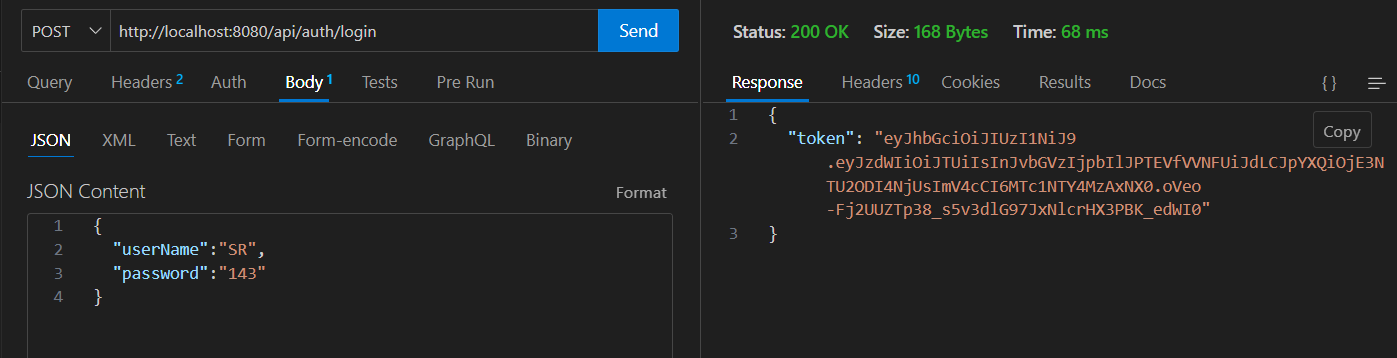 POST http://localhost:8080/api/auth/login Send
Query Headers 2 Auth Body 1 Tests Pre Run
JSON XML Text Form Form-encode GraphQL Binary
JSON Content Format
1 {
2 "userName":"SR",
3 "password":"143"
4 }
Status: 200 OK Size: 168 Bytes Time: 68 ms
Response Headers 10 Cookies Results Docs {}
Copy
1 {
2 "token": "eyJhbGciOiJIUzI1NiJ9
.eyJzdWIiOiJTUiIsInJvbGVzIjpbIlJPTEVfVVNFUiJdLCJpYXQiOjE3N
TU2ODI4NjUsImV4cCI6MTc1NTY4MzAxNX0.oVeo
-Fj2UUZTp38_s5v3dlG97JxNlcrHX3PBK_edWI0"
3 }